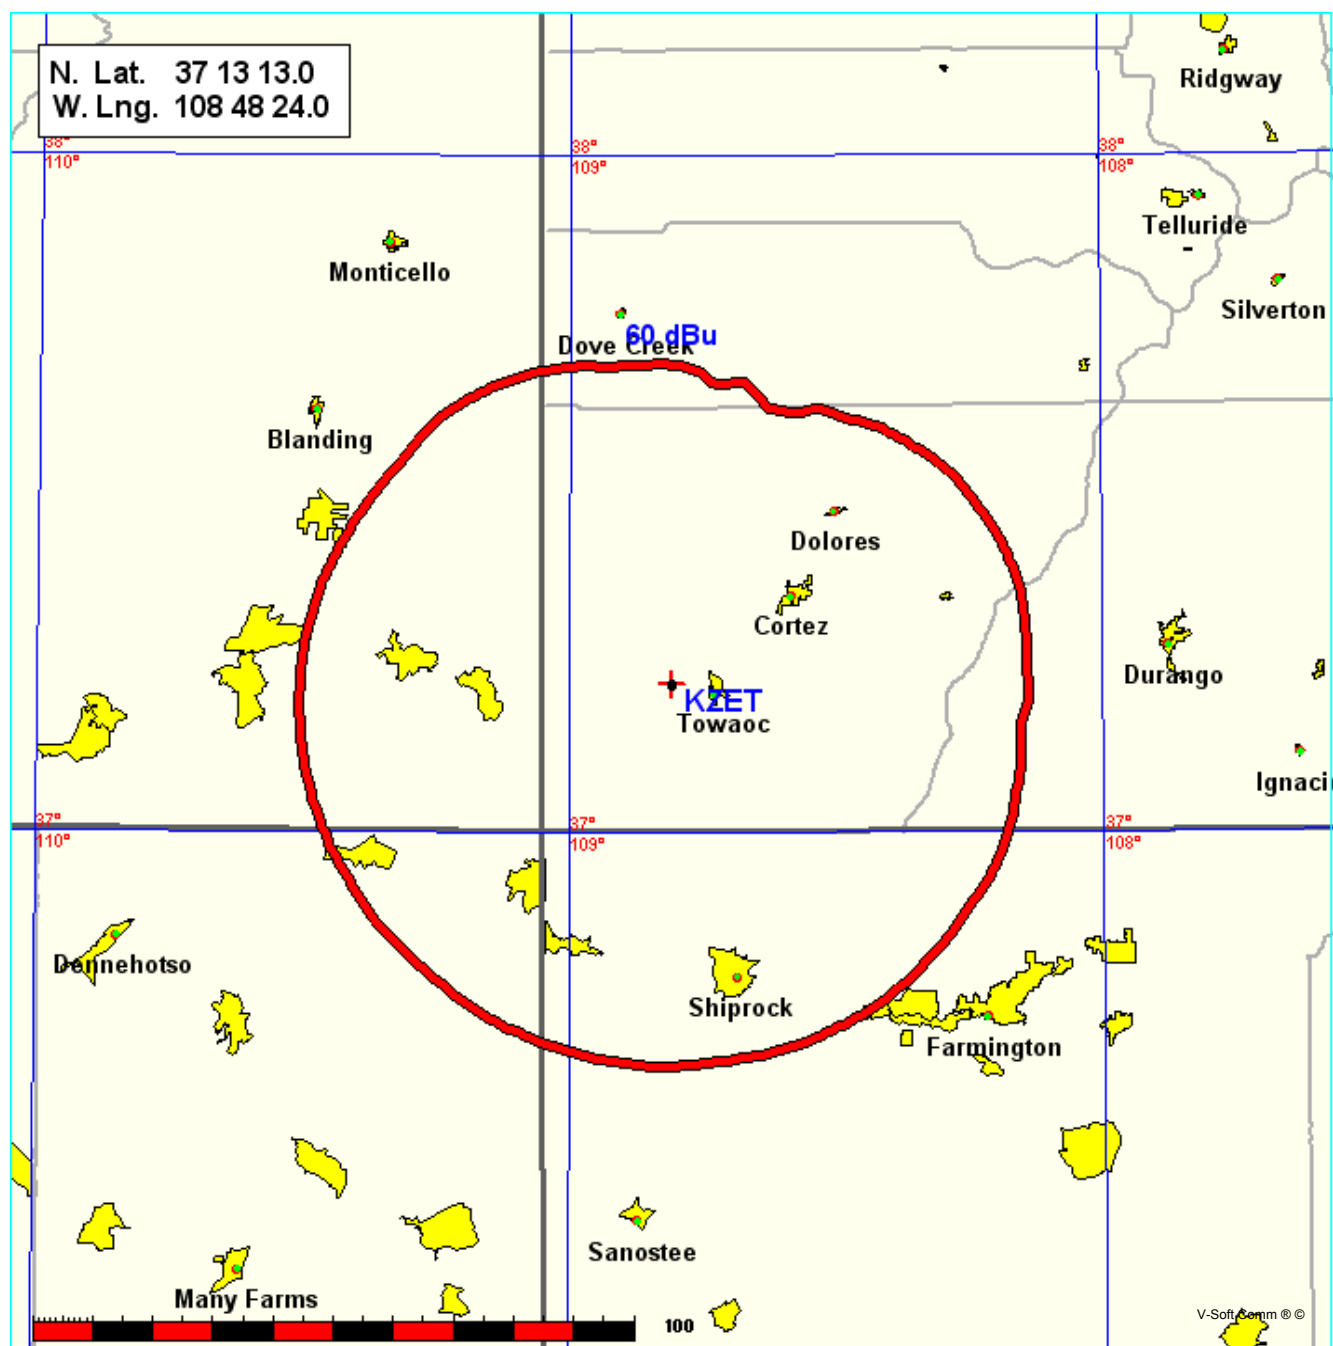 N. Lat. 37 13 13.0
W. Lng. 108 48 24.0
Ridgway
38°
110°
38°
109°
38°
108°
Telluride
Monticello
Silverton
60 dBu
Dove Creek
Blanding
Dolores
Cortez
Durango
KZET
Towaoc
Ignaci
37°
110°
37°
109°
37°
108°
Dennehotso
Shiprock
Farmington
Sanostee
Many Farms
100
V-Soft Comm ® ©